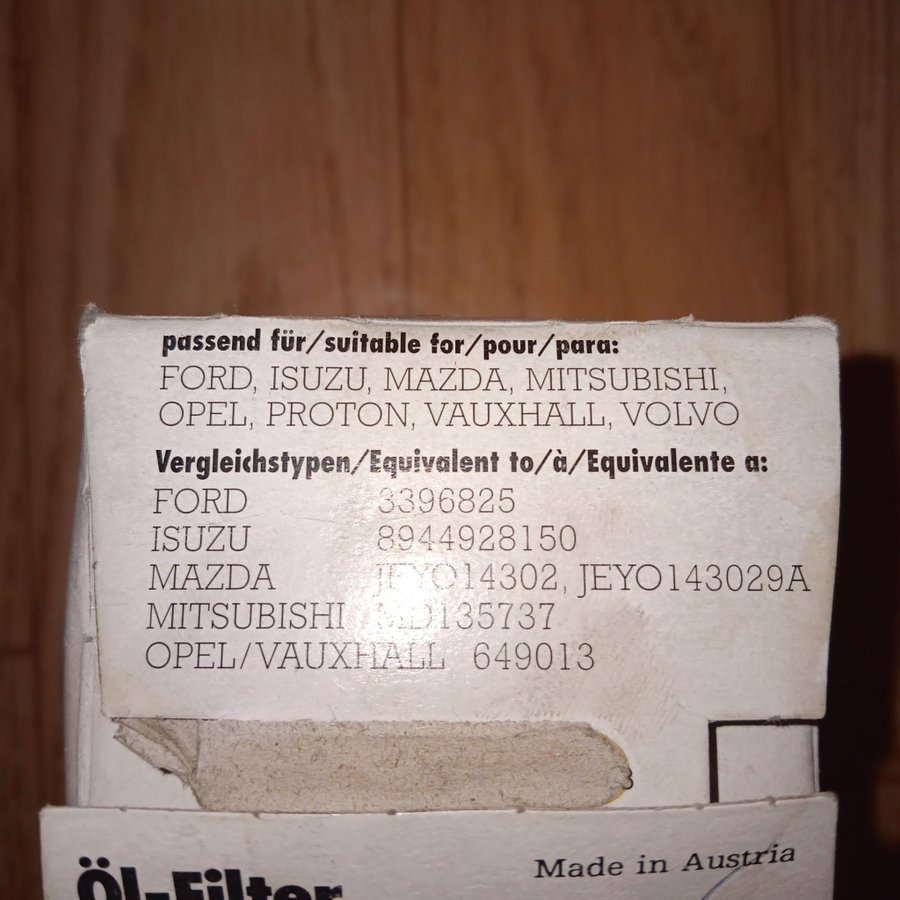 passend für/suitable for/pour/para:
FORD, ISUZU, MAZDA, MITSUBISHI,
OPEL, PROTON, VAUXHALL, VOLVO
Vergleichstypen/Equivalent to/à/Equivalente a:
FORD 3396825
ISUZU 8944928150
MAZDA JEYO14302, JEYO143029A
MITSUBISHI MD135737
OPEL/VAUXHALL 649013
Made in Austria
Öl-Filter